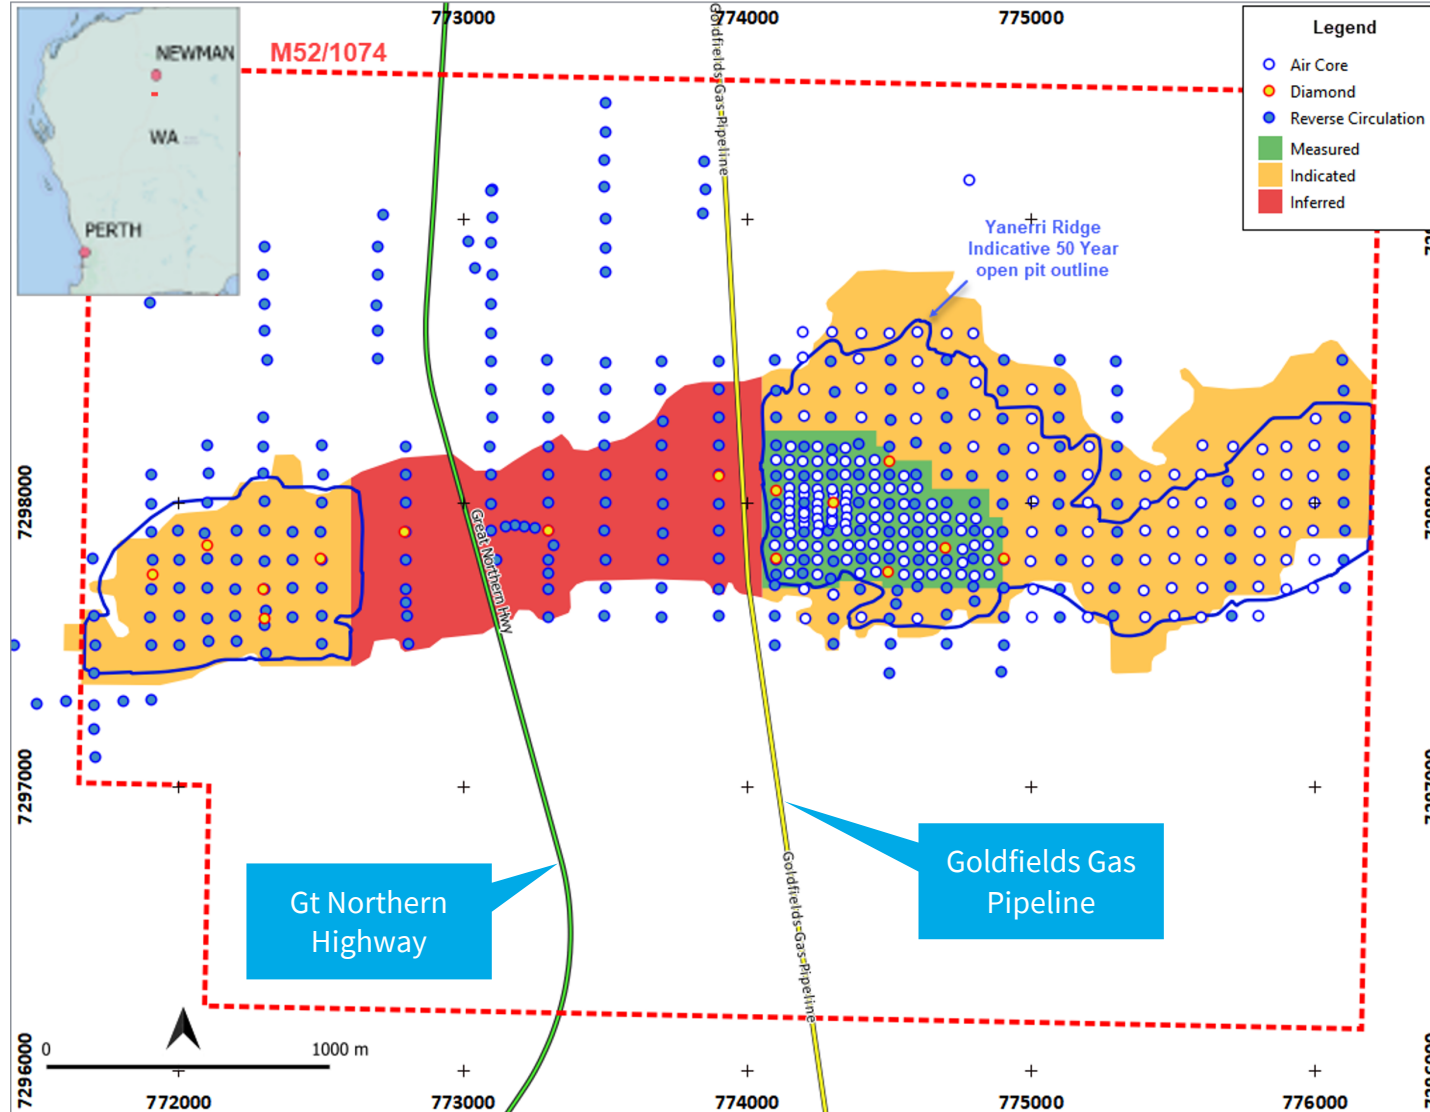 773000
774000
775000
Legend
Air Core
Diamond
Reverse Circulation
Measured
Indicated
Inferred
M52/1074
NEWMAN
WA
PERTH
Goldfields-Gas-Pipeline
Yanerri Ridge
Indicative 50 Year
open pit outline
7298000
Great Northern Hwy
7297000
Goldfields Gas
Pipeline
Gt Northern
Highway
Goldfields-Gas-Pipeline
7296000
0
1000 m
772000
773000
774000
775000
776000